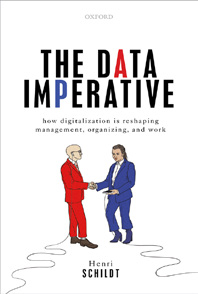 OXFORD
THE DATA
IMPERATIVE
how digitalization is reshaping
management, organizing, and work
Henri
SCHILDT